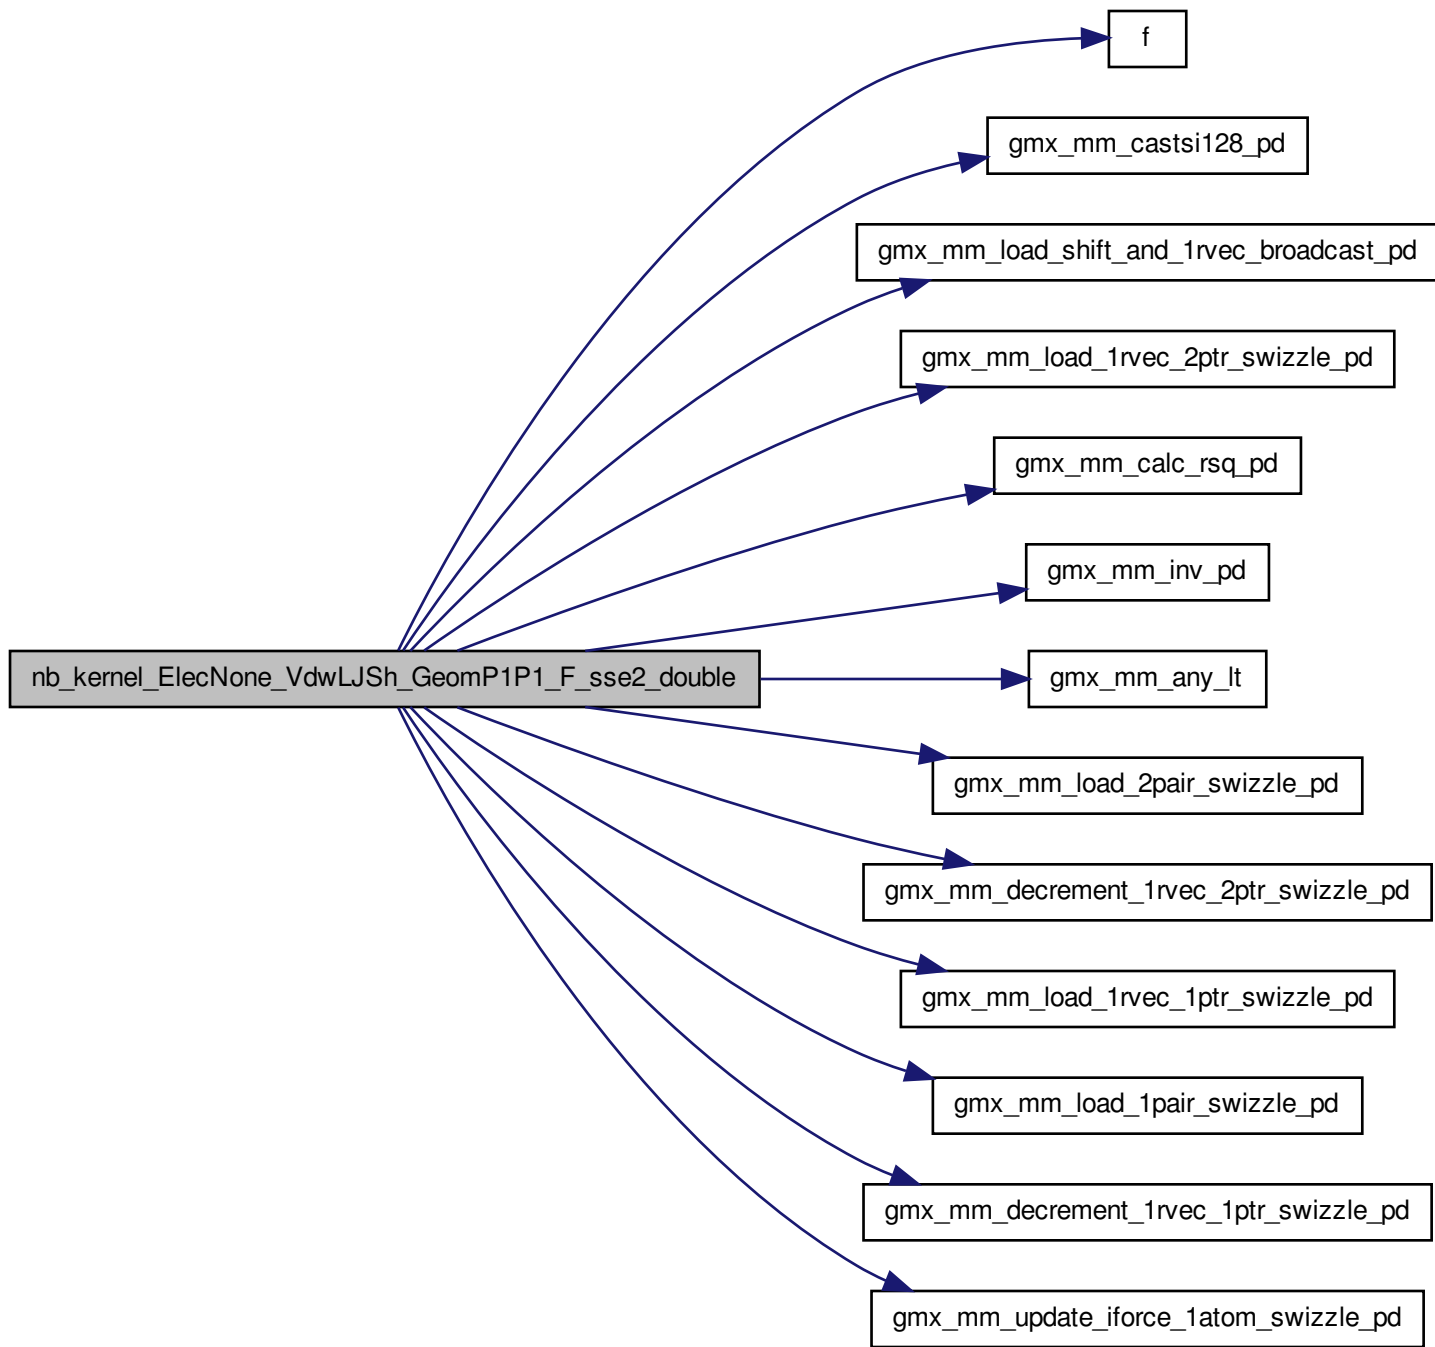 f
gmx_mm_castsi128_pd
gmx_mm_load_shift_and_1rvec_broadcast_pd
gmx_mm_load_1rvec_2ptr_swizzle_pd
gmx_mm_calc_rsq_pd
gmx_mm_inv_pd
nb_kernel_ElecNone_VdwLJSh_GeomP1P1_F_sse2_double
gmx_mm_any_lt
gmx_mm_load_2pair_swizzle_pd
gmx_mm_decrement_1rvec_2ptr_swizzle_pd
gmx_mm_load_1rvec_1ptr_swizzle_pd
gmx_mm_load_1pair_swizzle_pd
gmx_mm_decrement_1rvec_1ptr_swizzle_pd
gmx_mm_update_iforce_1atom_swizzle_pd